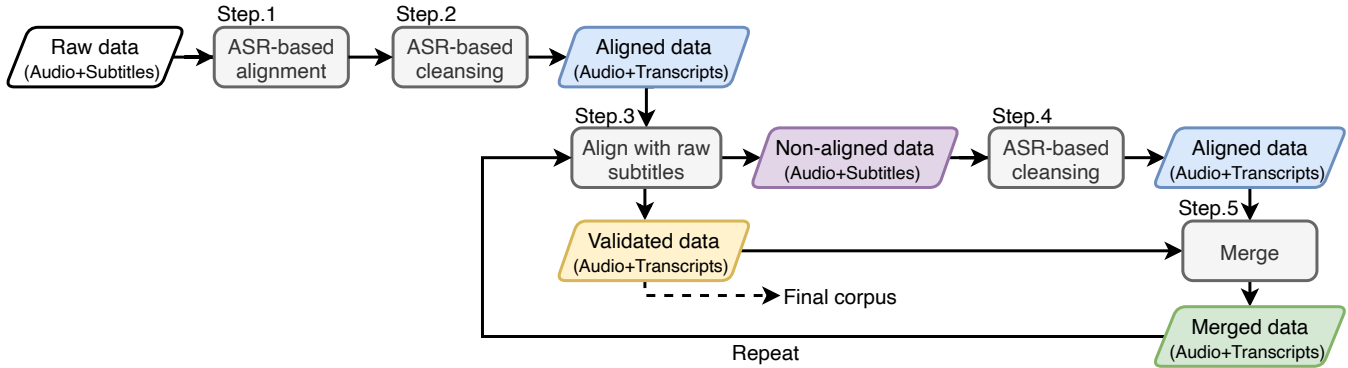 Step.1
Step.2
Raw data
(Audio+Subtitles)
ASR-based
alignment
ASR-based
cleansing
Aligned data
(Audio+Transcripts)
Step.3
Step.4
Align with raw
subtitles
Non-aligned data
(Audio+Subtitles)
ASR-based
cleansing
Aligned data
(Audio+Transcripts)
Step.5
Validated data
(Audio+Transcripts)
Merge
Final corpus
Merged data
(Audio+Transcripts)
Repeat